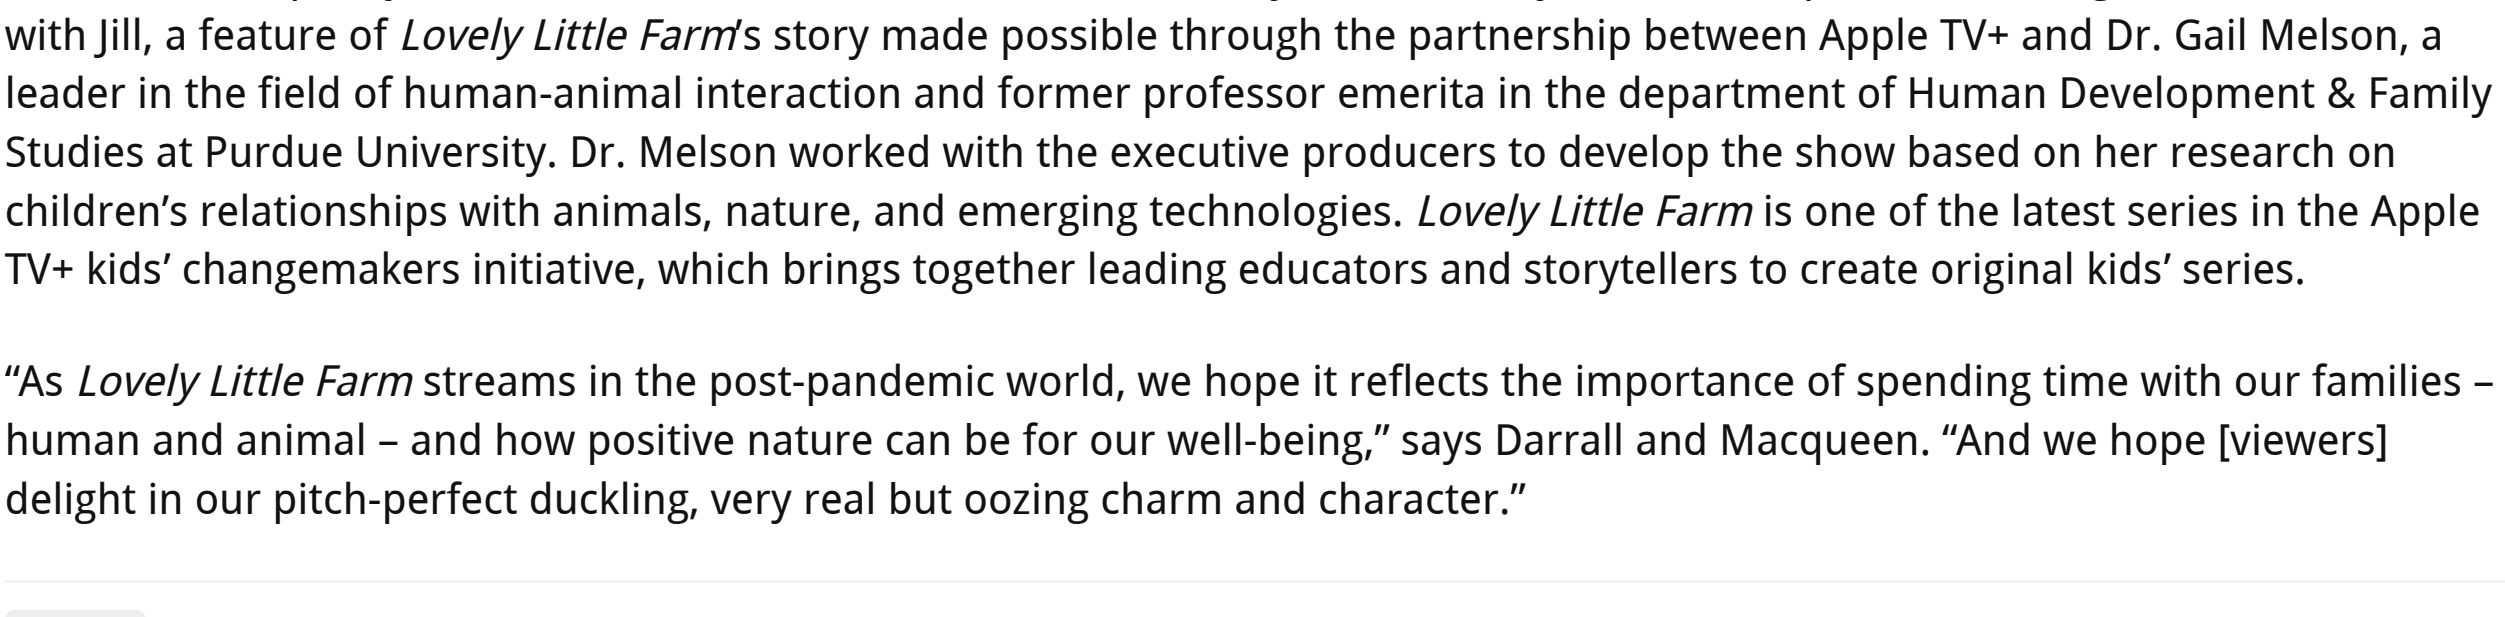 with Jill, a feature of Lovely Little Farm’s story made possible through the partnership between Apple TV+ and Dr. Gail Melson, a
leader in the field of human-animal interaction and former professor emerita in the department of Human Development & Family
Studies at Purdue University. Dr. Melson worked with the executive producers to develop the show based on her research on
children’s relationships with animals, nature, and emerging technologies. Lovely Little Farm is one of the latest series in the Apple
TV+ kids’ changemakers initiative, which brings together leading educators and storytellers to create original kids’ series.
“As Lovely Little Farm streams in the post-pandemic world, we hope it reflects the importance of spending time with our families –
human and animal – and how positive nature can be for our well-being,” says Darrall and Macqueen. “And we hope [viewers]
delight in our pitch-perfect duckling, very real but oozing charm and character.”